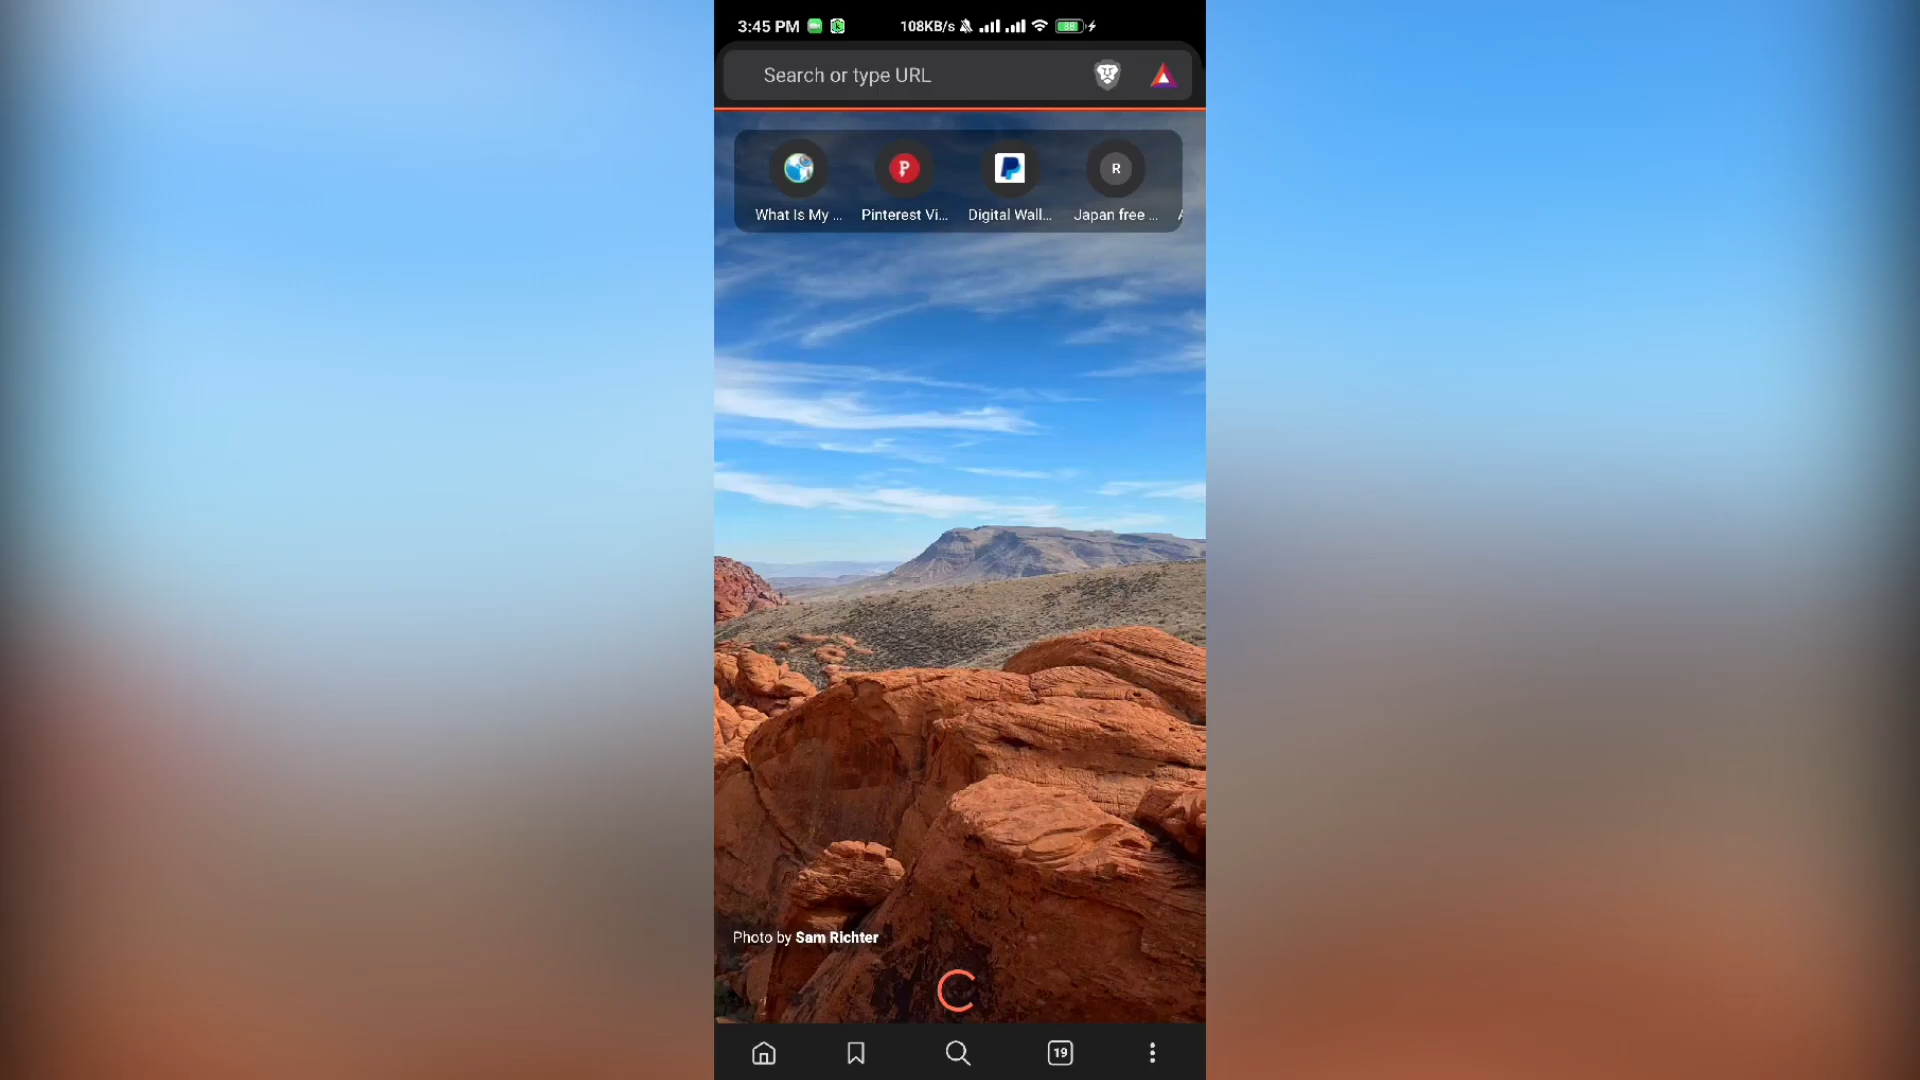 3:45 PM 108KB/s 38
Search or type URL
P R
What Is My ... Pinterest Vi... Digital Wall... Japan free ...
Photo by Sam Richter
19